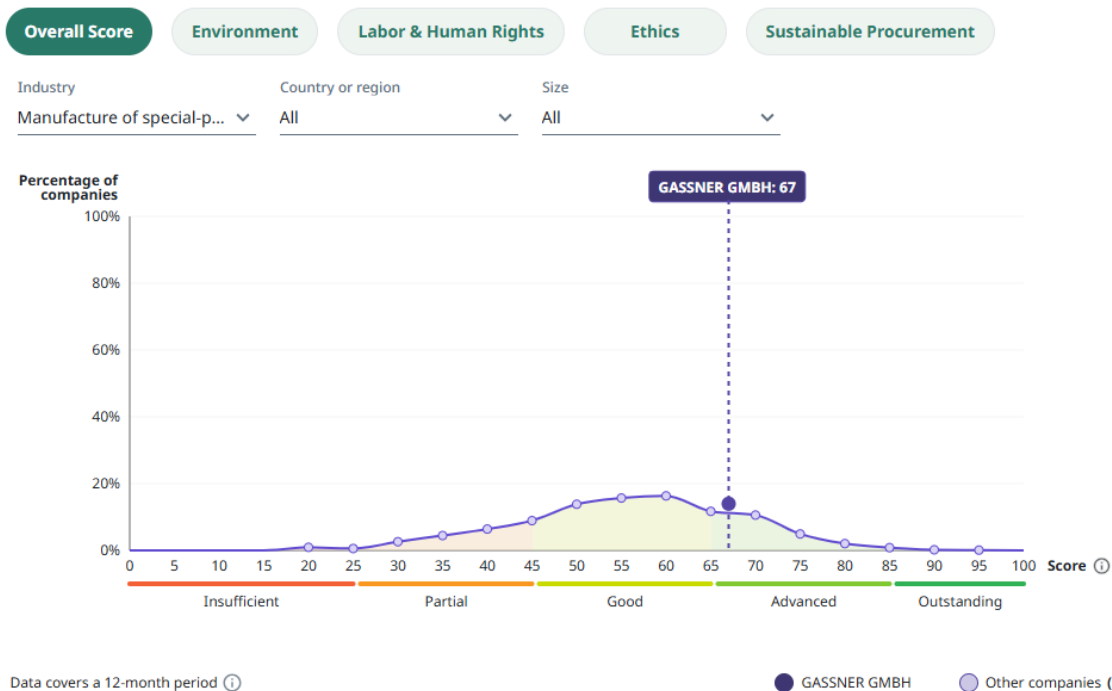 Overall Score
Environment
Labor & Human Rights
Ethics
Sustainable Procurement
Industry
Country or region
Size
Manufacture of special-p...
All
All
Percentage of
companies
GASSNER GMBH: 67
100%
80%
60%
40%
20%
0%
0 5 10 15 20 25 30 35 40 45 50 55 60 65 70 75 80 85 90 95 100 Score
Insufficient
Partial
Good
Advanced
Outstanding
Data covers a 12-month period
GASSNER GMBH
Other companies (